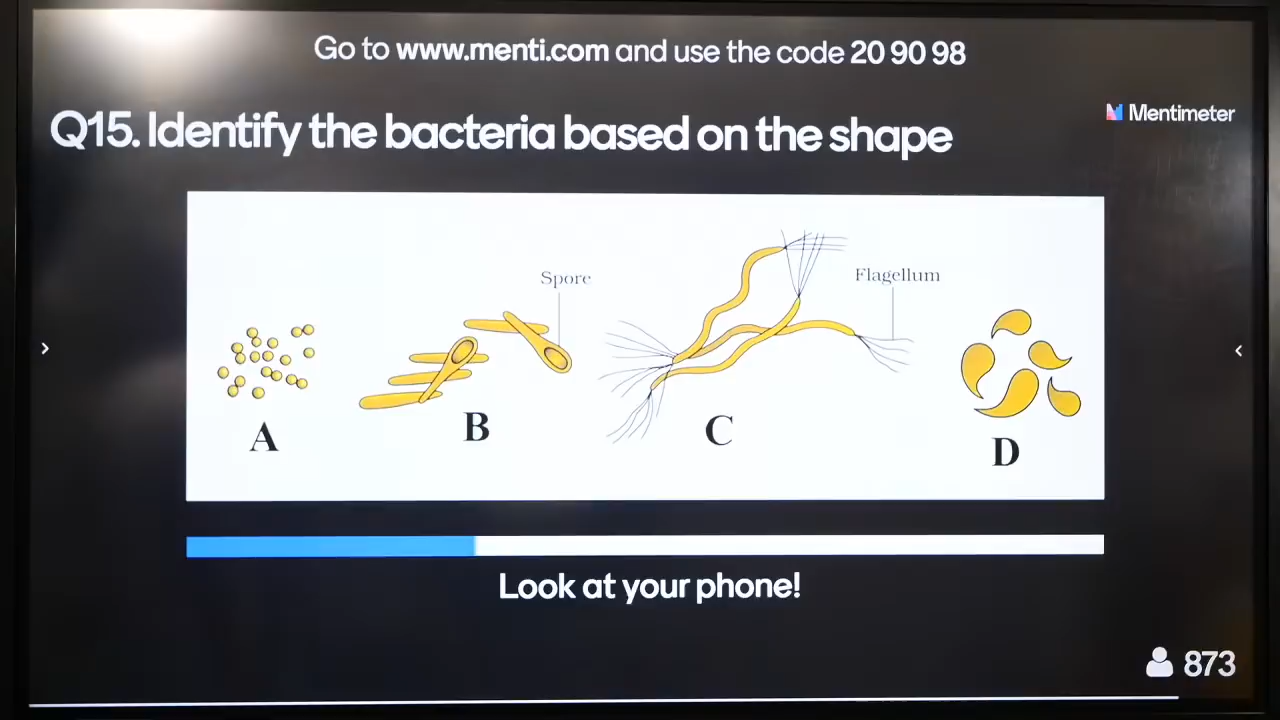 Go to www.menti.com and use the code 20 90 98
Mentimeter
Q15. Identify the bacteria based on the shape
Spore
Flagellum
A
B
C
D
Look at your phone!
873